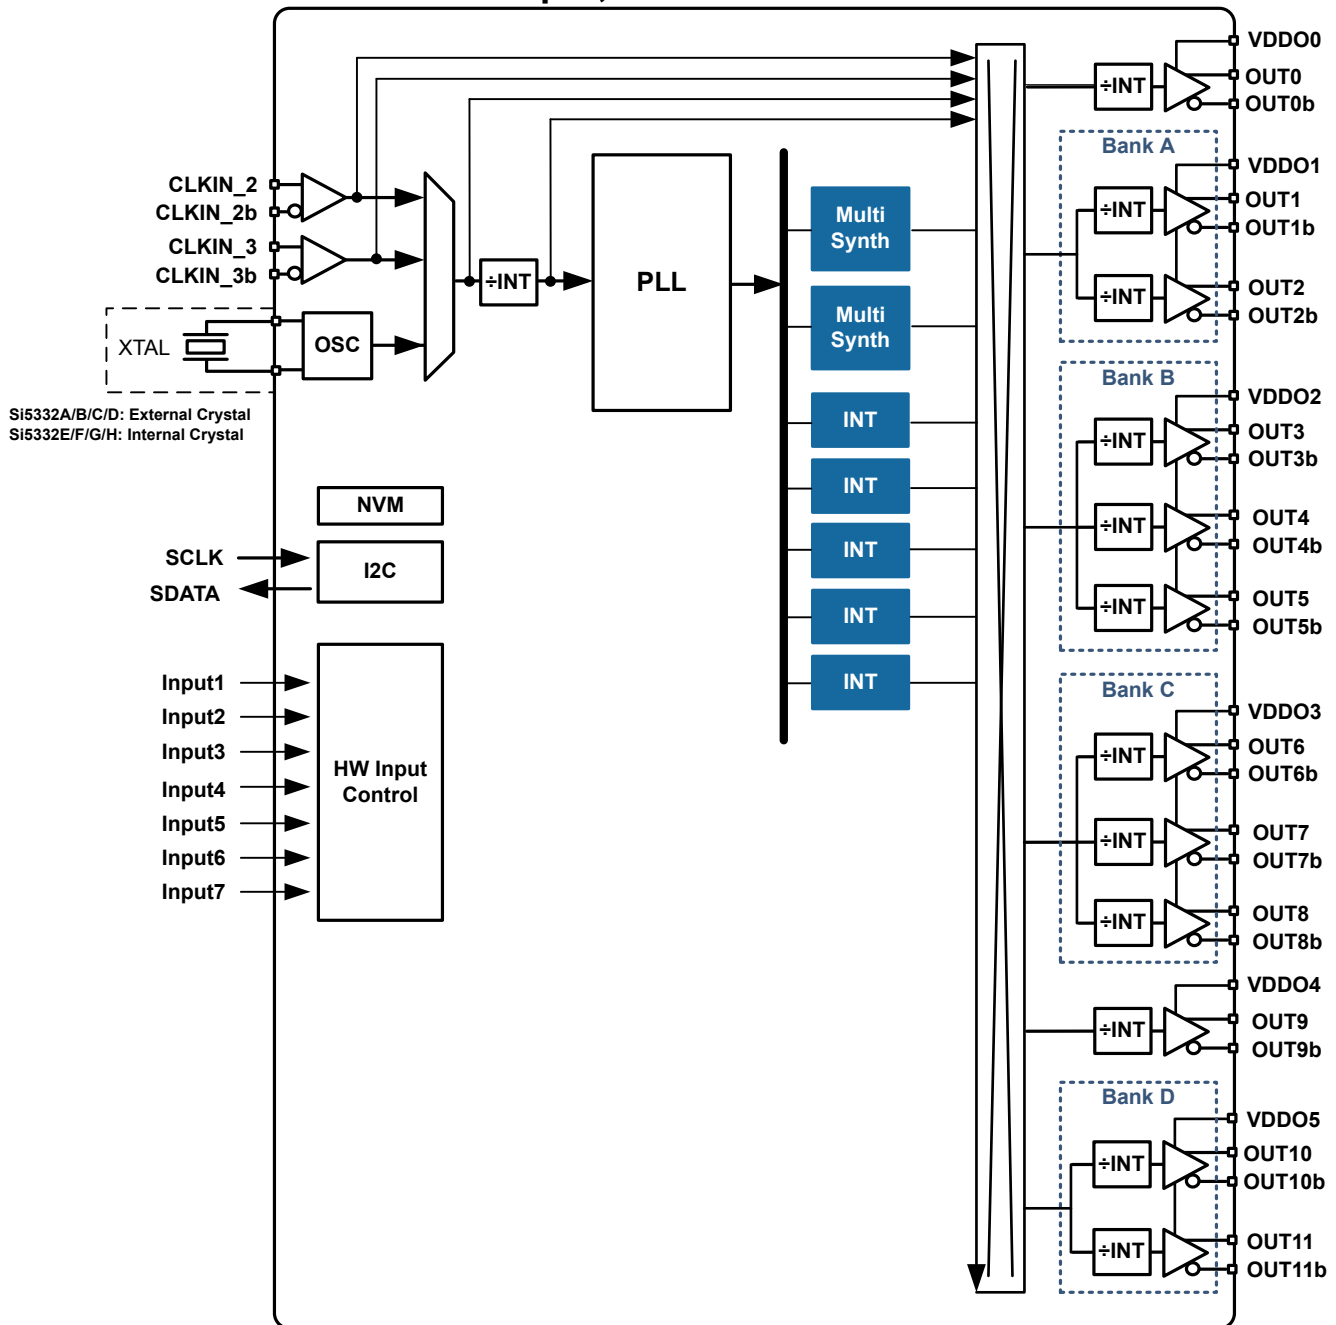 VDDO0
÷INT
OUT0
OUT0b
Bank A
VDDO1
÷INT
OUT1
OUT1b
÷INT
OUT2
OUT2b
CLKIN_2
CLKIN_2b
CLKIN_3
CLKIN_3b
÷INT
PLL
Multi
Synth
Multi
Synth
XTAL
OSC
Si5332A/B/C/D: External Crystal
Si5332E/F/G/H: Internal Crystal
INT
INT
INT
INT
INT
Bank B
VDDO2
÷INT
OUT3
OUT3b
÷INT
OUT4
OUT4b
÷INT
OUT5
OUT5b
NVM
SCLK
SDATA
I2C
Input1
Input2
Input3
Input4
Input5
Input6
Input7
HW Input
Control
Bank C
VDDO3
÷INT
OUT6
OUT6b
÷INT
OUT7
OUT7b
÷INT
OUT8
OUT8b
VDDO4
÷INT
OUT9
OUT9b
Bank D
VDDO5
÷INT
OUT10
OUT10b
÷INT
OUT11
OUT11b